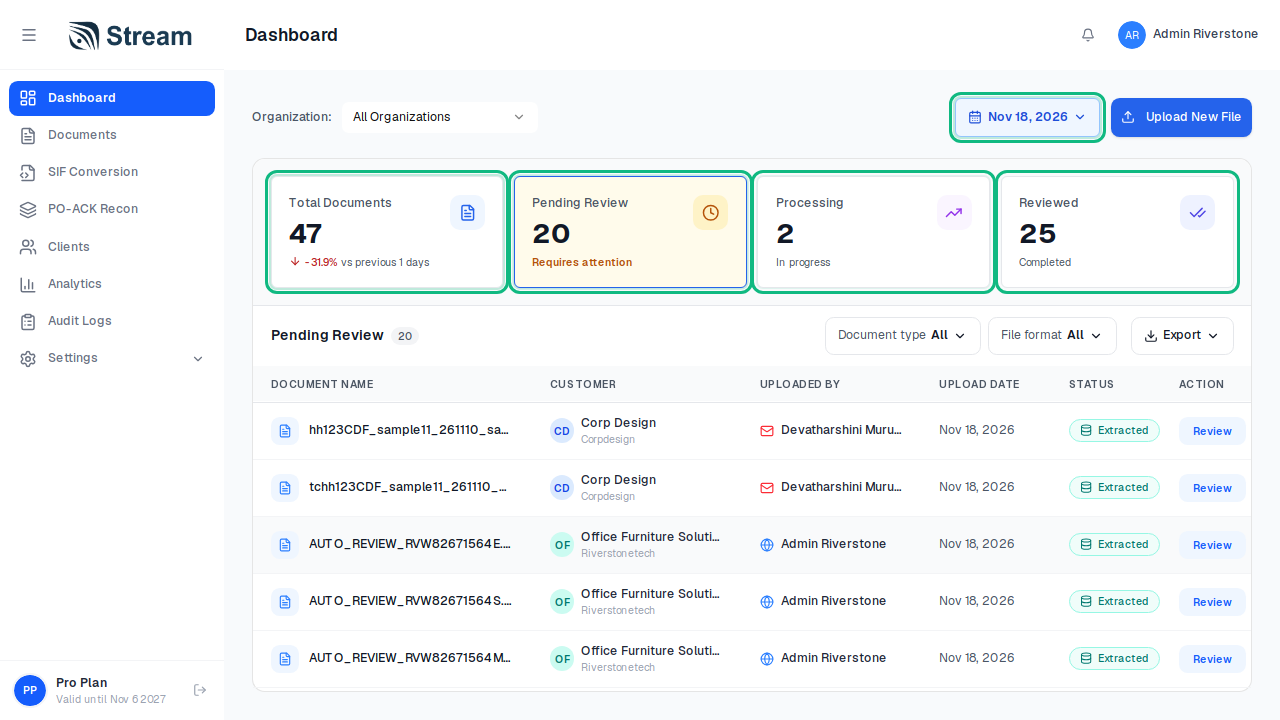 Stream
Dashboard
AR
Admin Riverstone
Dashboard
Documents
SIF Conversion
PO-ACK Recon
Clients
Analytics
Audit Logs
Settings
PP
Pro Plan
Valid until Nov 6 2027
Organization:
All Organizations
Nov 18, 2026
Upload New File
Total Documents
47
-31.9% vs previous 1 days
Pending Review
20
Requires attention
Processing
2
In progress
Reviewed
25
Completed
Pending Review 20
Document type All
File format All
Export
DOCUMENT NAME CUSTOMER UPLOADED BY UPLOAD DATE STATUS ACTION
hh123CDF_sample11_261110_sa...
CD
Corp Design
Corpdesign
Devatharshini Muru...
Nov 18, 2026
Extracted
Review
tchh123CDF_sample11_261110_...
CD
Corp Design
Corpdesign
Devatharshini Muru...
Nov 18, 2026
Extracted
Review
AUTO_REVIEW_RVW82671564E...
OF
Office Furniture Soluti...
Riverstonetech
Admin Riverstone
Nov 18, 2026
Extracted
Review
AUTO_REVIEW_RVW82671564S...
OF
Office Furniture Soluti...
Riverstonetech
Admin Riverstone
Nov 18, 2026
Extracted
Review
AUTO_REVIEW_RVW82671564M...
OF
Office Furniture Soluti...
Riverstonetech
Admin Riverstone
Nov 18, 2026
Extracted
Review